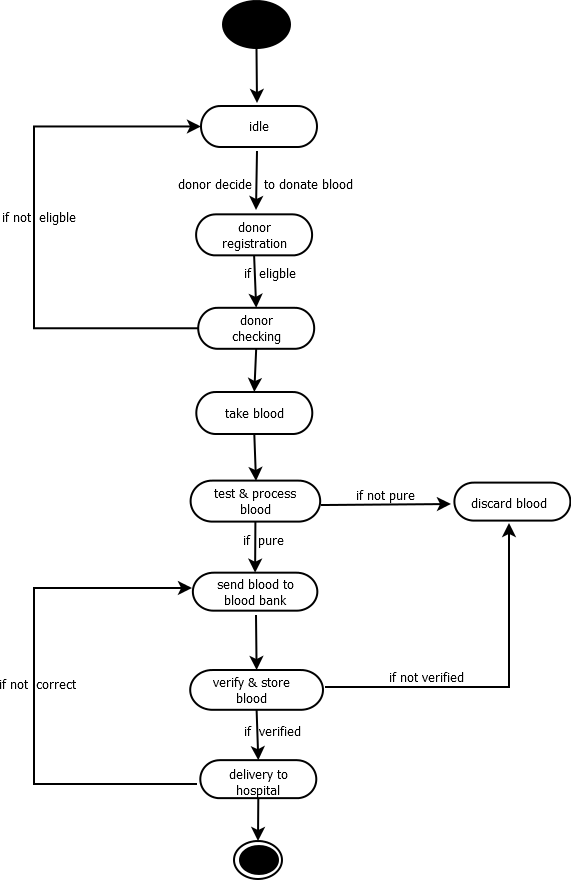 idle
donor decide to donate blood
if not eligble
donor
registration
if eligble
donor
checking
take blood
test & process
blood
if not pure
discard blood
if pure
send blood to
blood bank
if not correct
verify & store
blood
if not verified
if verified
delivery to
hospital